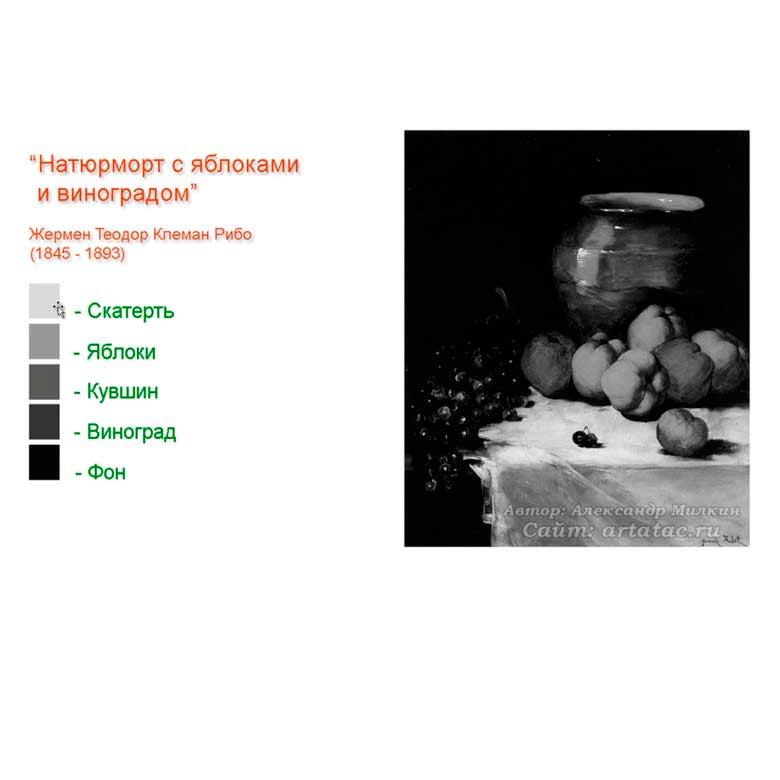 “Натюрморт с яблоками
и виноградом”
Жермен Теодор Клеман Рибо
(1845 - 1893)
- Скатерть
- Яблоки
- Кувшин
- Виноград
- Фон
Автор: Александр Милкин
Сайт: artatac.ru